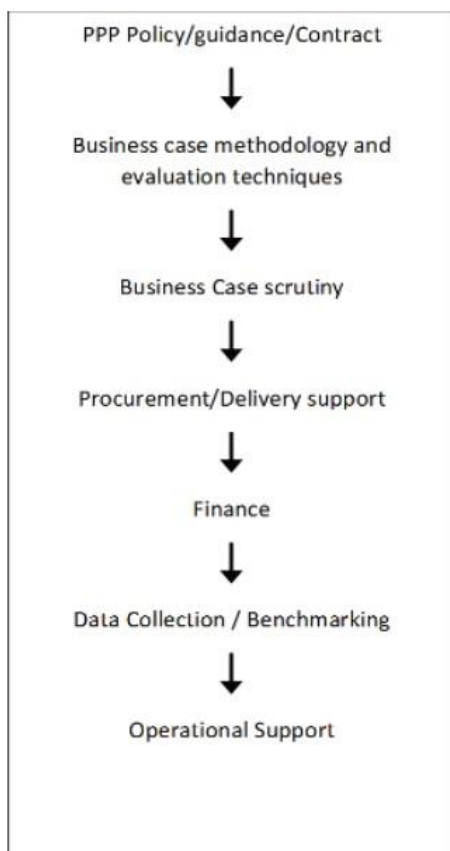 PPP Policy/guidance/Contract
Business case methodology and
evaluation techniques
Business Case scrutiny
Procurement/Delivery support
Finance
Data Collection / Benchmarking
Operational Support